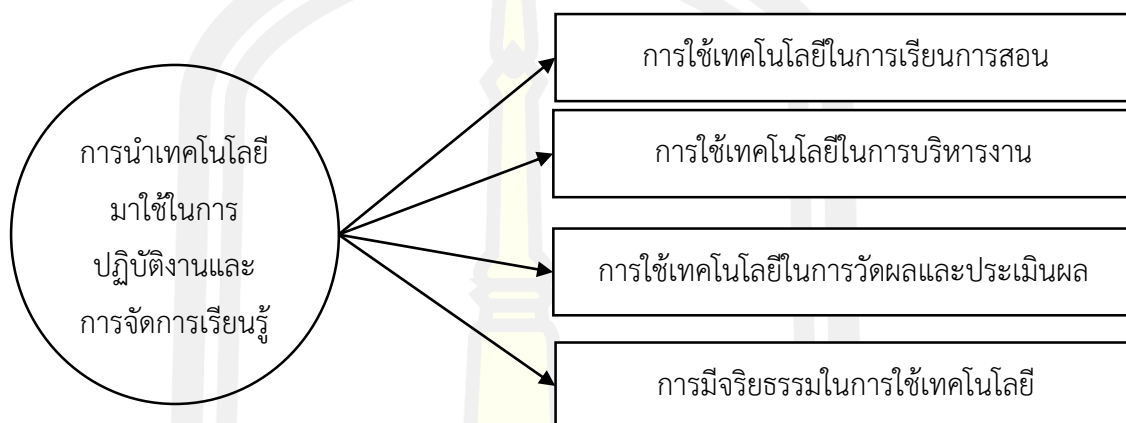 การนำเทคโนโลยี
มาใช้ในการ
ปฏิบัติงานและ
การจัดการเรียนรู้
การใช้เทคโนโลยีในการเรียนการสอน
การใช้เทคโนโลยีในการบริหารงาน
การใช้เทคโนโลยีในการวัดผลและประเมินผล
การมีจริยธรรมในการใช้เทคโนโลยี